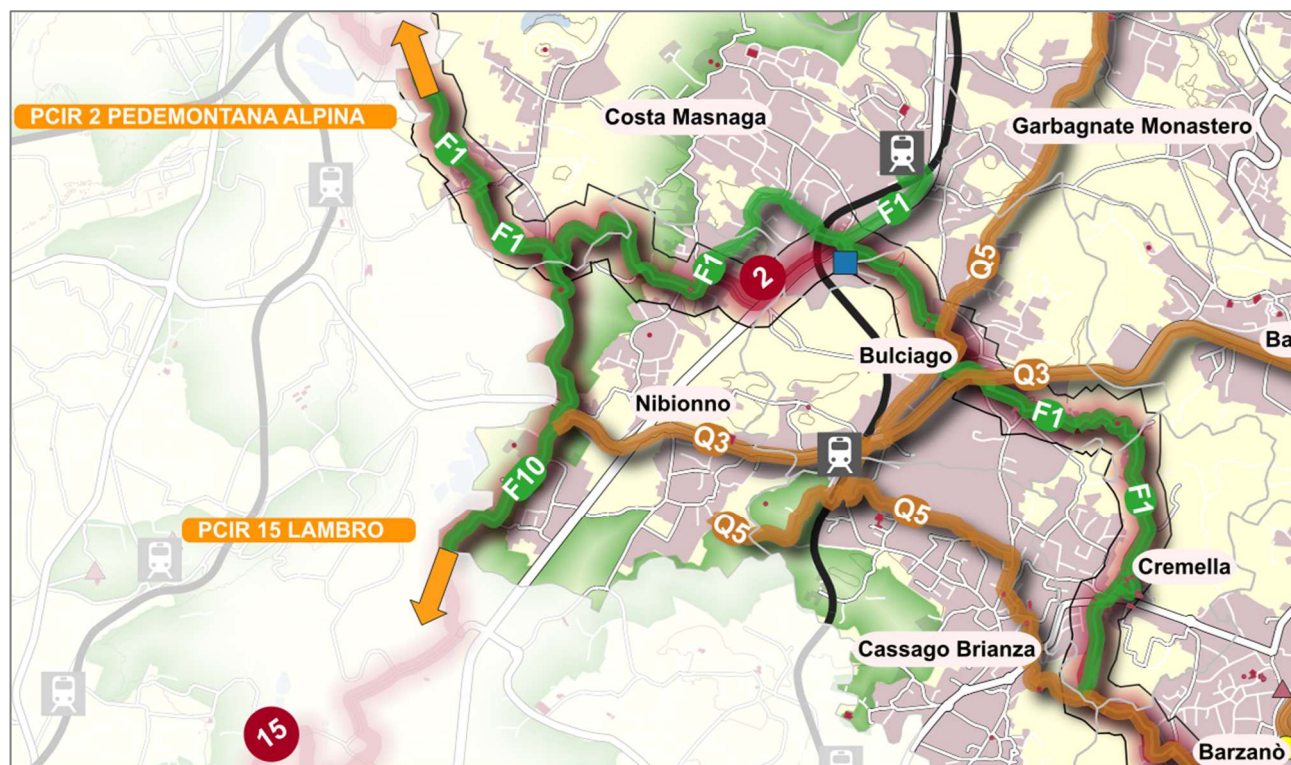 PCIR 2 PEDEMONTANA ALPINA
Costa Masnaga
Garbagnate Monastero
F1
F1
F1
F1
Q5
2
Bulciago
Ba
Q3
Nibionno
F1
Q3
F10
F1
PCIR 15 LAMBRO
Q5
Q5
Cremella
Cassago Brianza
15
Barzanò